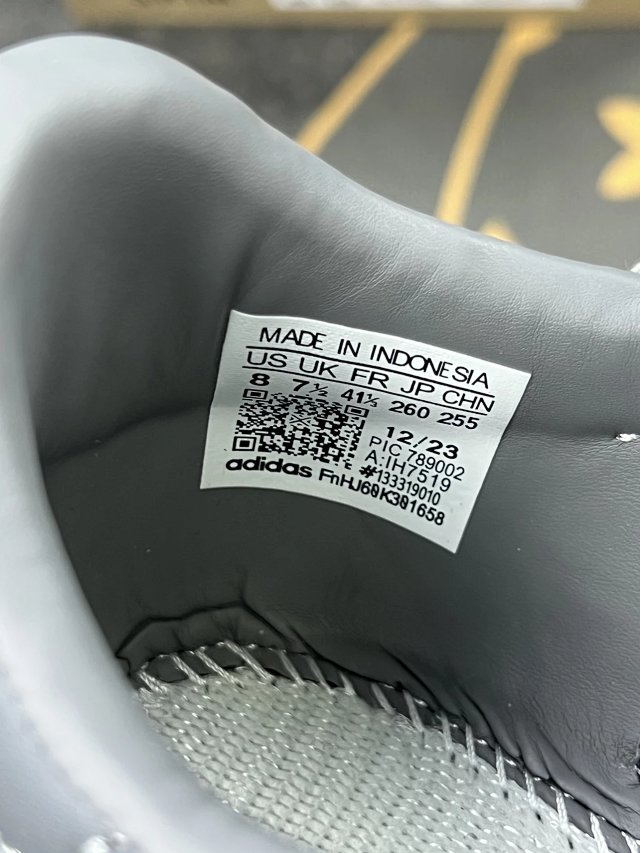 MADE IN INDONESIA
US UK FR JP CHN
8 7½ 41⅓ 260 255
12/23
PIC 789002
A:IH7519
#133319010
adidas FnHJ60K301658